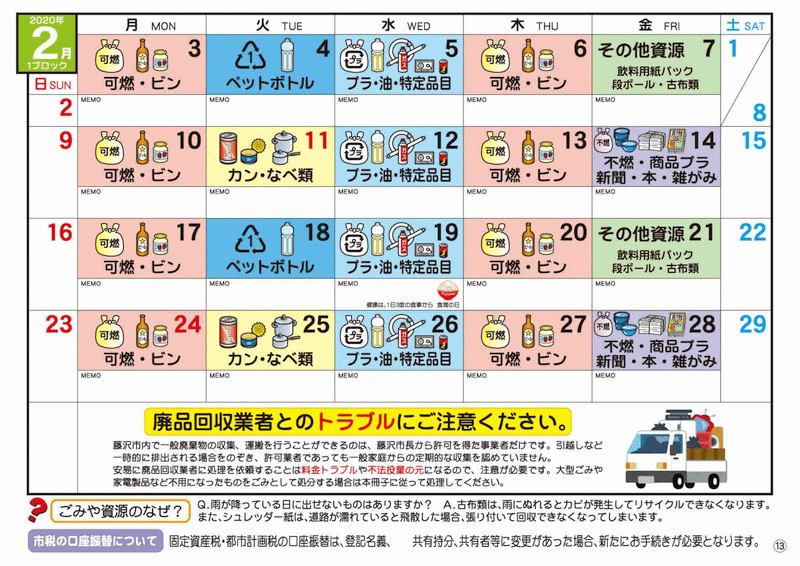 2020年
2月
1ブロック
月 MON
火 TUE
水 WED
木 THU
金 FRI
土 SAT
日 SUN
可燃 3
可燃・ビン
MEMO
1 4
ペットボトル
MEMO
プラ 5
プラ・油・特定品目
MEMO
可燃 6
可燃・ビン
MEMO
その他資源 7
飲料用紙パック
段ボール・古布類
MEMO
1
8
2
9
可燃 10
可燃・ビン
MEMO
11
カン・なべ類
MEMO
プラ 12
プラ・油・特定品目
MEMO
可燃 13
可燃・ビン
MEMO
不燃 14
不燃・商品プラ
新聞・本・雑がみ
MEMO
15
16
可燃 17
可燃・ビン
MEMO
1 18
ペットボトル
MEMO
プラ 19
プラ・油・特定品目
MEMO
健康は、1日3度の食事から 食育の日
可燃 20
可燃・ビン
MEMO
その他資源 21
飲料用紙パック
段ボール・古布類
MEMO
22
23
可燃 24
可燃・ビン
MEMO
25
カン・なべ類
MEMO
プラ 26
プラ・油・特定品目
MEMO
可燃 27
可燃・ビン
MEMO
不燃 28
不燃・商品プラ
新聞・本・雑がみ
MEMO
29
廃品回収業者とのトラブルにご注意ください。
藤沢市内で一般廃棄物の収集、運搬を行うことができるのは、藤沢市長から許可を得た事業者だけです。引越しなど
一時的に排出される場合をのぞき、許可業者であっても一般家庭からの定期的な収集を認めていません。
安易に廃品回収業者に処理を依頼することは料金トラブルや不法投棄の元になるので、注意が必要です。大型ごみや
家電製品など不用になったものをごみとして処分する場合は本冊子に従って処理してください。
? ごみや資源のなぜ?
Q.雨が降っている日に出せないものはありますか? A.古布類は、雨にぬれるとカビが発生してリサイクルできなくなります。
また、シュレッダー紙は、道路が濡れていると飛散した場合、張り付いて回収できなくなってしまいます。
市税の口座振替について
固定資産税・都市計画税の口座振替は、登記名義、 共有持分、共有者等に変更があった場合、新たにお手続きが必要となります。
⑬